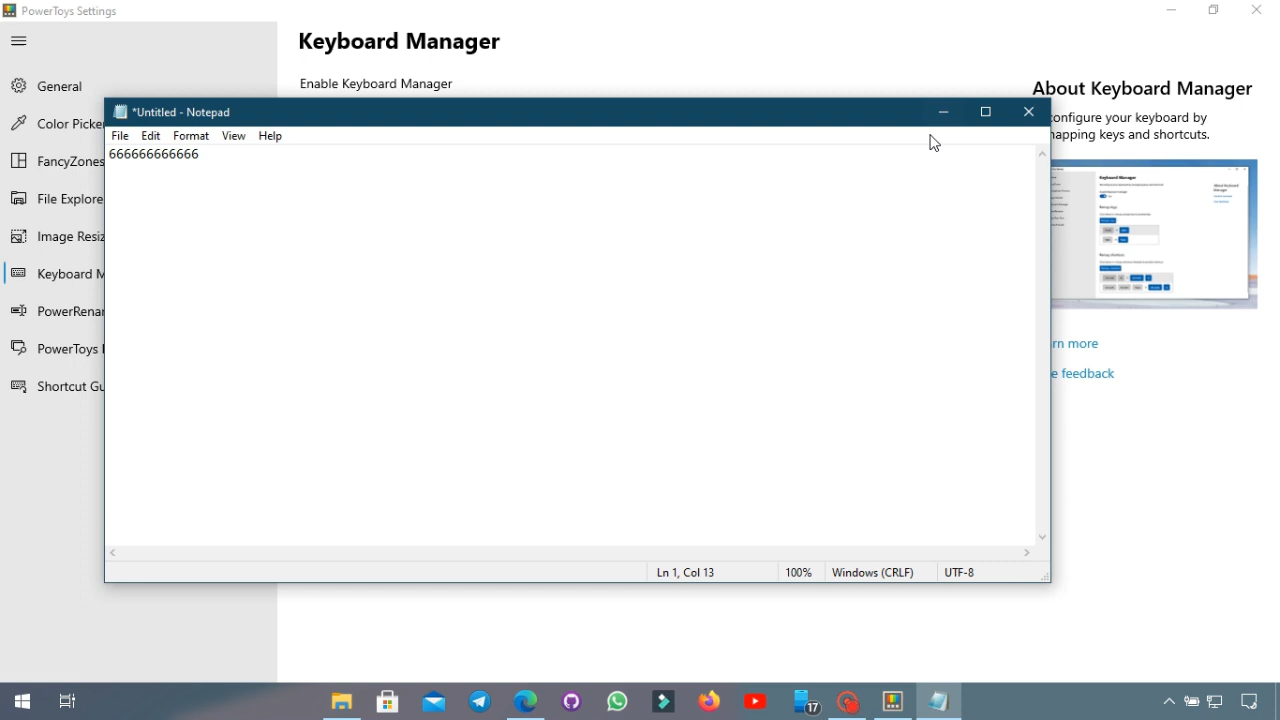 PowerToys Settings
Keyboard Manager
Enable Keyboard Manager
General
Color Picke
FancyZones
File Explore
Image Resiz
Keyboard M
PowerRenar
PowerToys
Shortcut Gu
*Untitled - Notepad
File Edit Format View Help
666666666666
Ln 1, Col 13
100%
Windows (CRLF)
UTF-8
About Keyboard Manager
onfigure your keyboard by
apping keys and shortcuts.
Keyboard Manager
rn more
e feedback
17